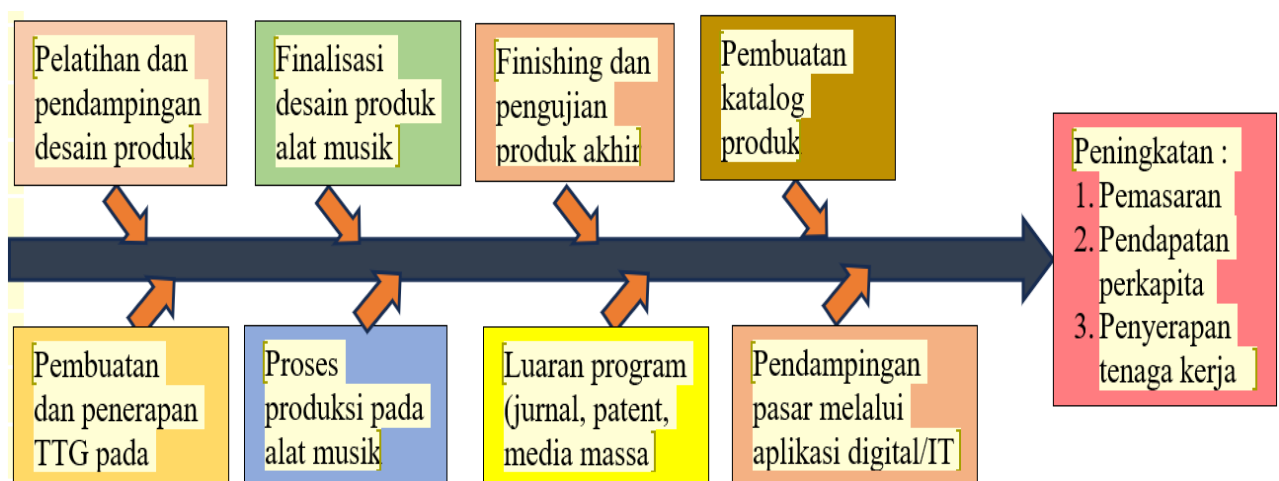 Pelatihan dan
pendampingan
desain produk
Finalisasi
desain produk
alat musik
Finishing dan
pengujian
produk akhir
Pembuatan
katalog
produk
Pembuatan
dan penerapan
TTG pada
Proses
produksi pada
alat musik
Luaran program
(jurnal, patent,
media massa
Pendampingan
pasar melalui
aplikasi digital/IT
Peningkatan :
1. Pemasaran
2. Pendapatan
perkapita
3. Penyerapan
tenaga kerja